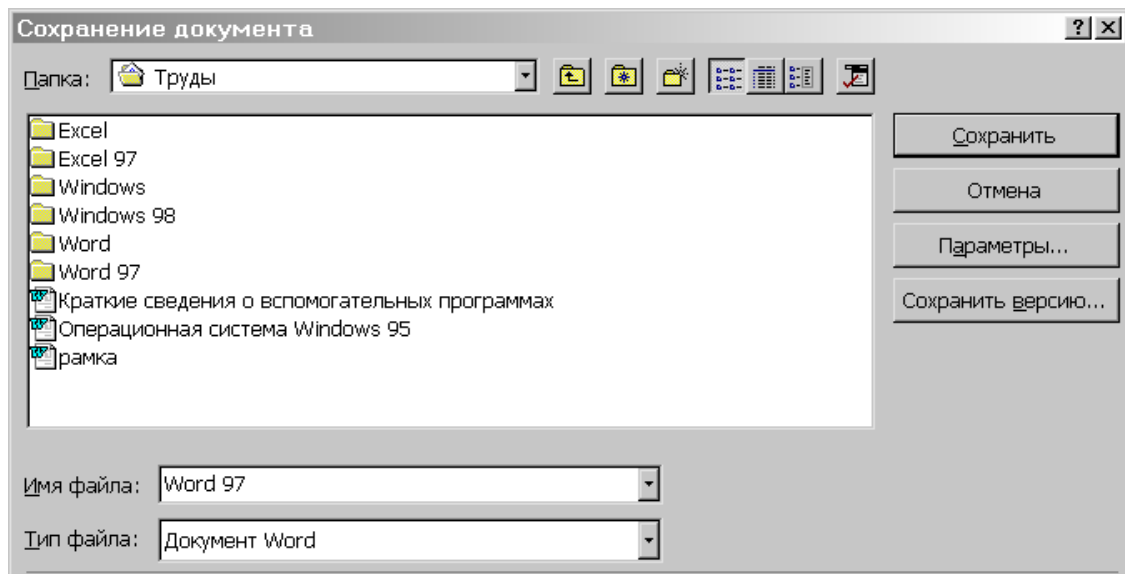 Сохранение документа
Папка: Труды
Excel
Excel 97
Windows
Windows 98
Word
Word 97
Краткие сведения о вспомогательных программах
Операционная система Windows 95
рамка
Сохранить
Отмена
Параметры...
Сохранить версию...
Имя файла: Word 97
Тип файла: Документ Word